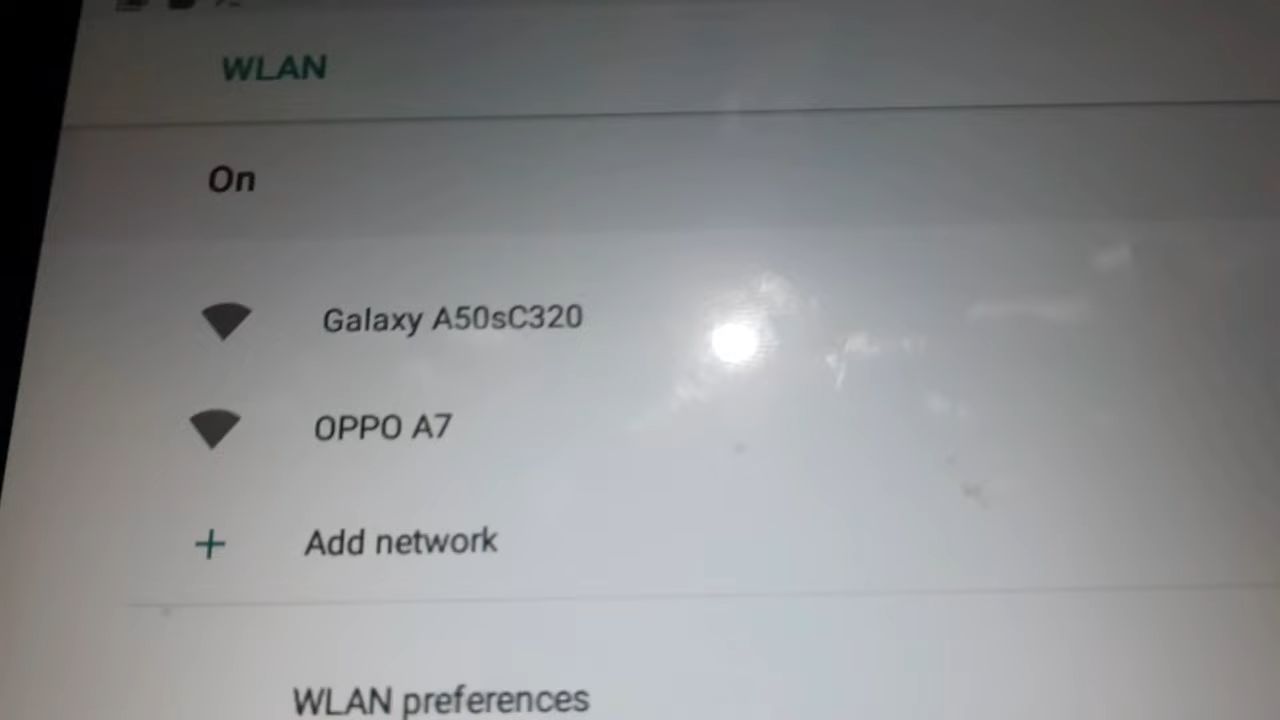 WLAN
On
Galaxy A50sC320
OPPO A7
Add network
WLAN preferences